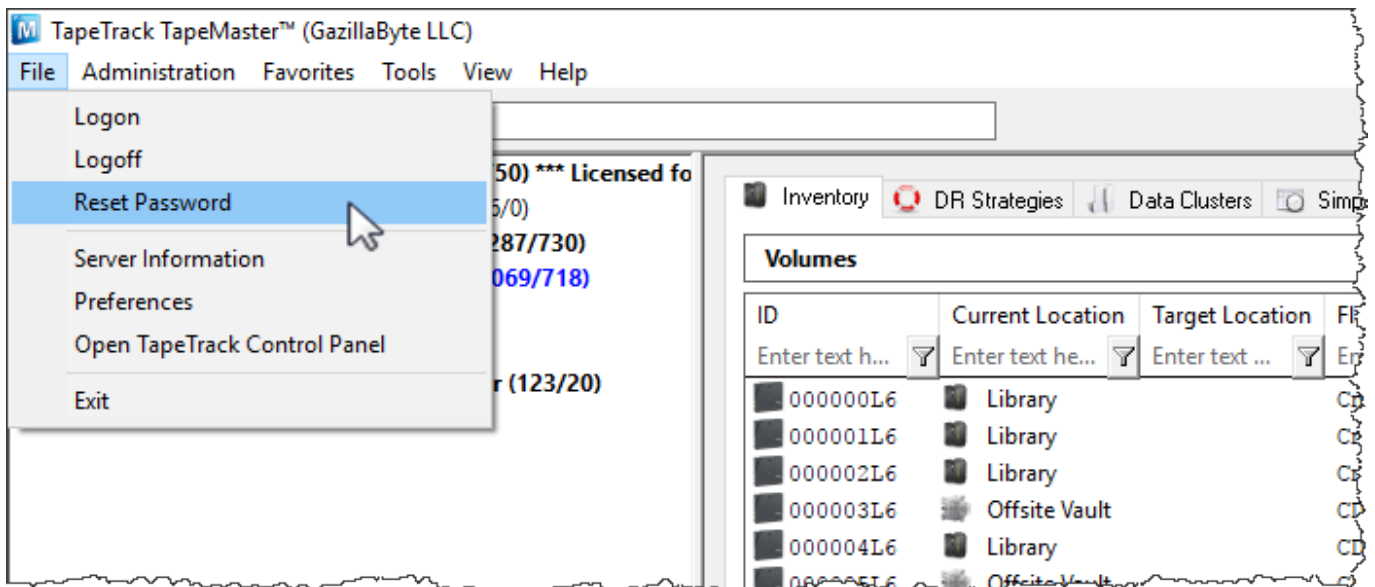 TapeTrack TapeMaster™ (GazillaByte LLC)
File Administration Favorites Tools View Help
Logon
Logoff
Reset Password
Server Information
Preferences
Open TapeTrack Control Panel
Exit
50) *** Licensed fo
/0)
287/730)
069/718)
r (123/20)
Inventory DR Strategies Data Clusters
Volumes
ID Current Location Target Location
Enter text h... Enter text he... Enter text ...
000000L6 Library
000001L6 Library
000002L6 Library
000003L6 Offsite Vault
000004L6 Library